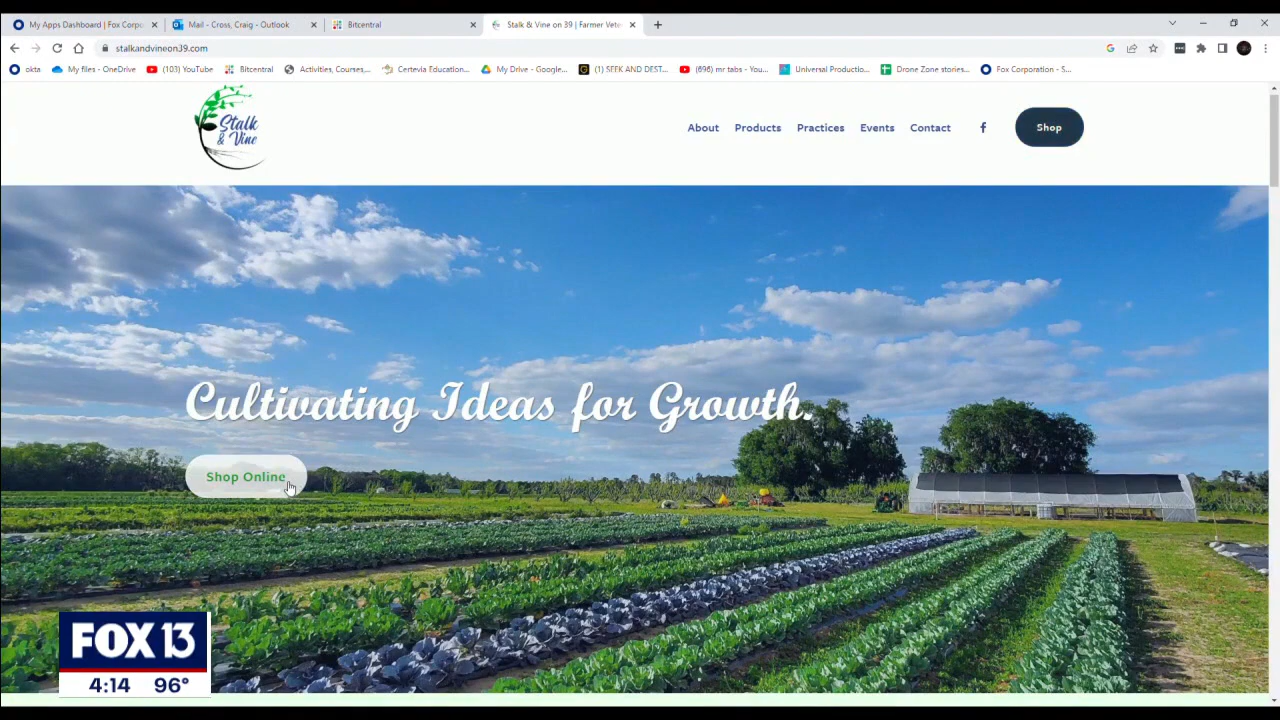 My Apps Dashboard | Fox Corpo
Mail - Cross, Craig - Outlook
Bitcentral
Stalk & Vine on 39 | Farmer Vete
stalkandvineon39.com
okta
My files - OneDrive
(103) YouTube
Bitcentral
Activities, Courses,...
Certevia Education...
My Drive - Google...
(1) SEEK AND DEST...
(696) mr tabs - You...
Universal Productio...
Drone Zone stories...
Fox Corporation - S...
Stalk
& Vine
About
Products
Practices
Events
Contact
Shop
Cultivating Ideas for Growth.
Shop Online
FOX 13
4:14 96°